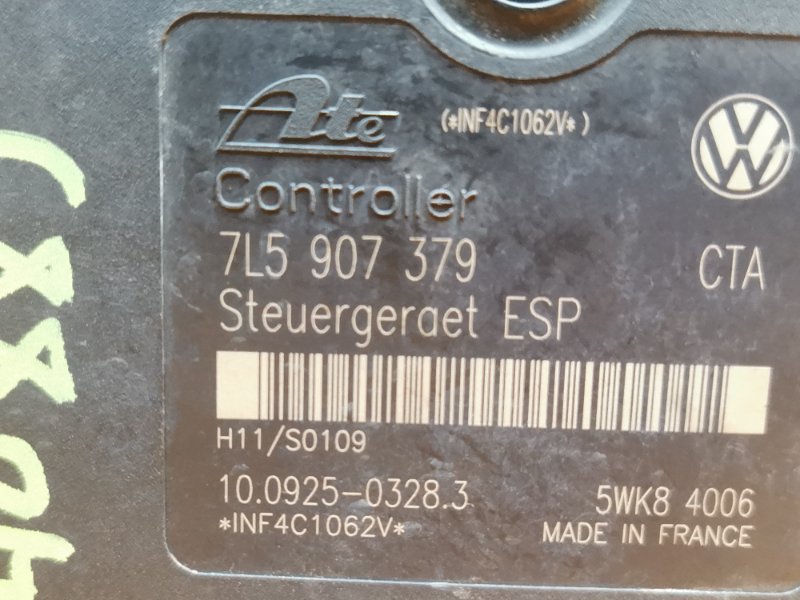 Ate (*INF4C1062V*)
Controller
7L5 907 379 CTA
Steuergeraet ESP
H11/S0109
10.0925-0328.3 5WK8 4006
*INF4C1062V* MADE IN FRANCE